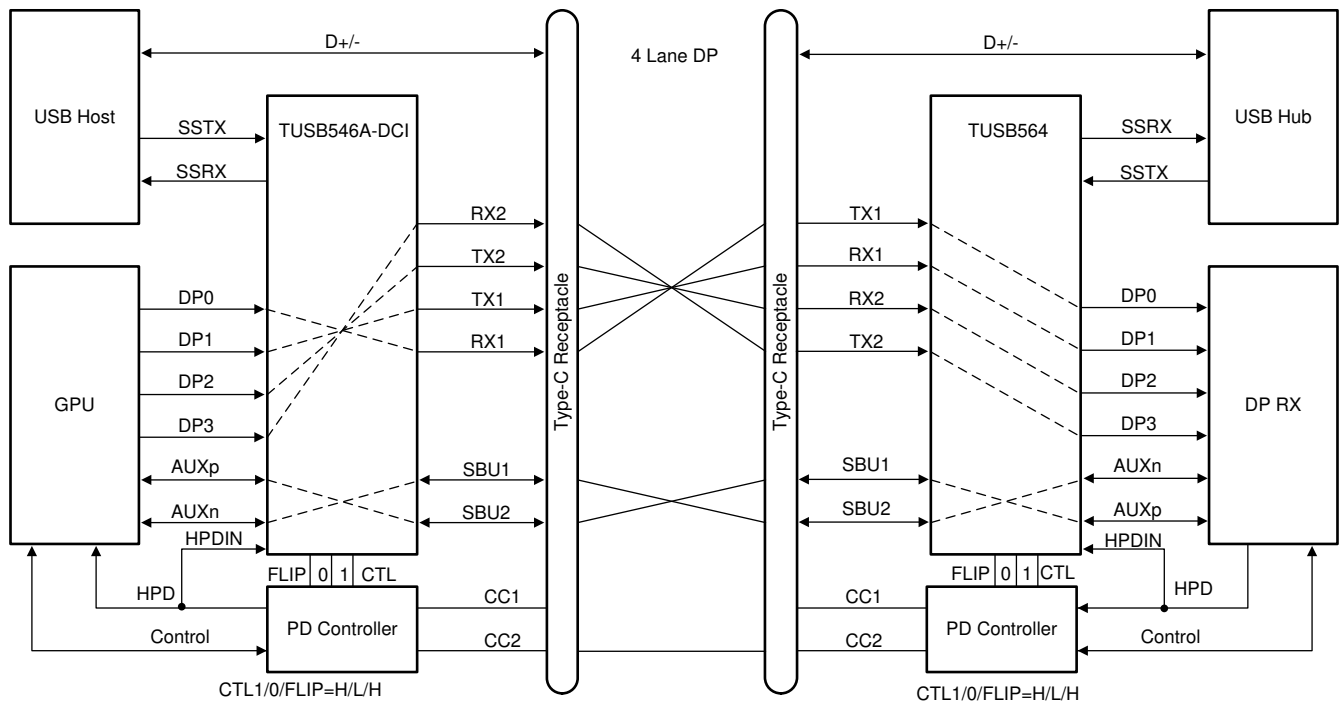 D+/-
4 Lane DP
D+/-
USB Host
TUSB546A-DCI
TUSB564
USB Hub
SSTX
SSRX
SSRX
SSTX
RX2
TX2
TX1
RX1
Type-C Receptacle
Type-C Receptacle
TX1
RX1
RX2
TX2
GPU
DP0
DP1
DP2
DP3
AUXp
AUXn
HPDIN
SBU1
SBU2
SBU1
SBU2
DP0
DP1
DP2
DP3
AUXn
AUXp
HPDIN
DP RX
FLIP 0 1 CTL
HPD
Control
PD Controller
CC1
CC2
CTL1/0/FLIP=H/L/H
FLIP 0 1 CTL
CC1
CC2
PD Controller
HPD
Control
CTL1/0/FLIP=H/L/H